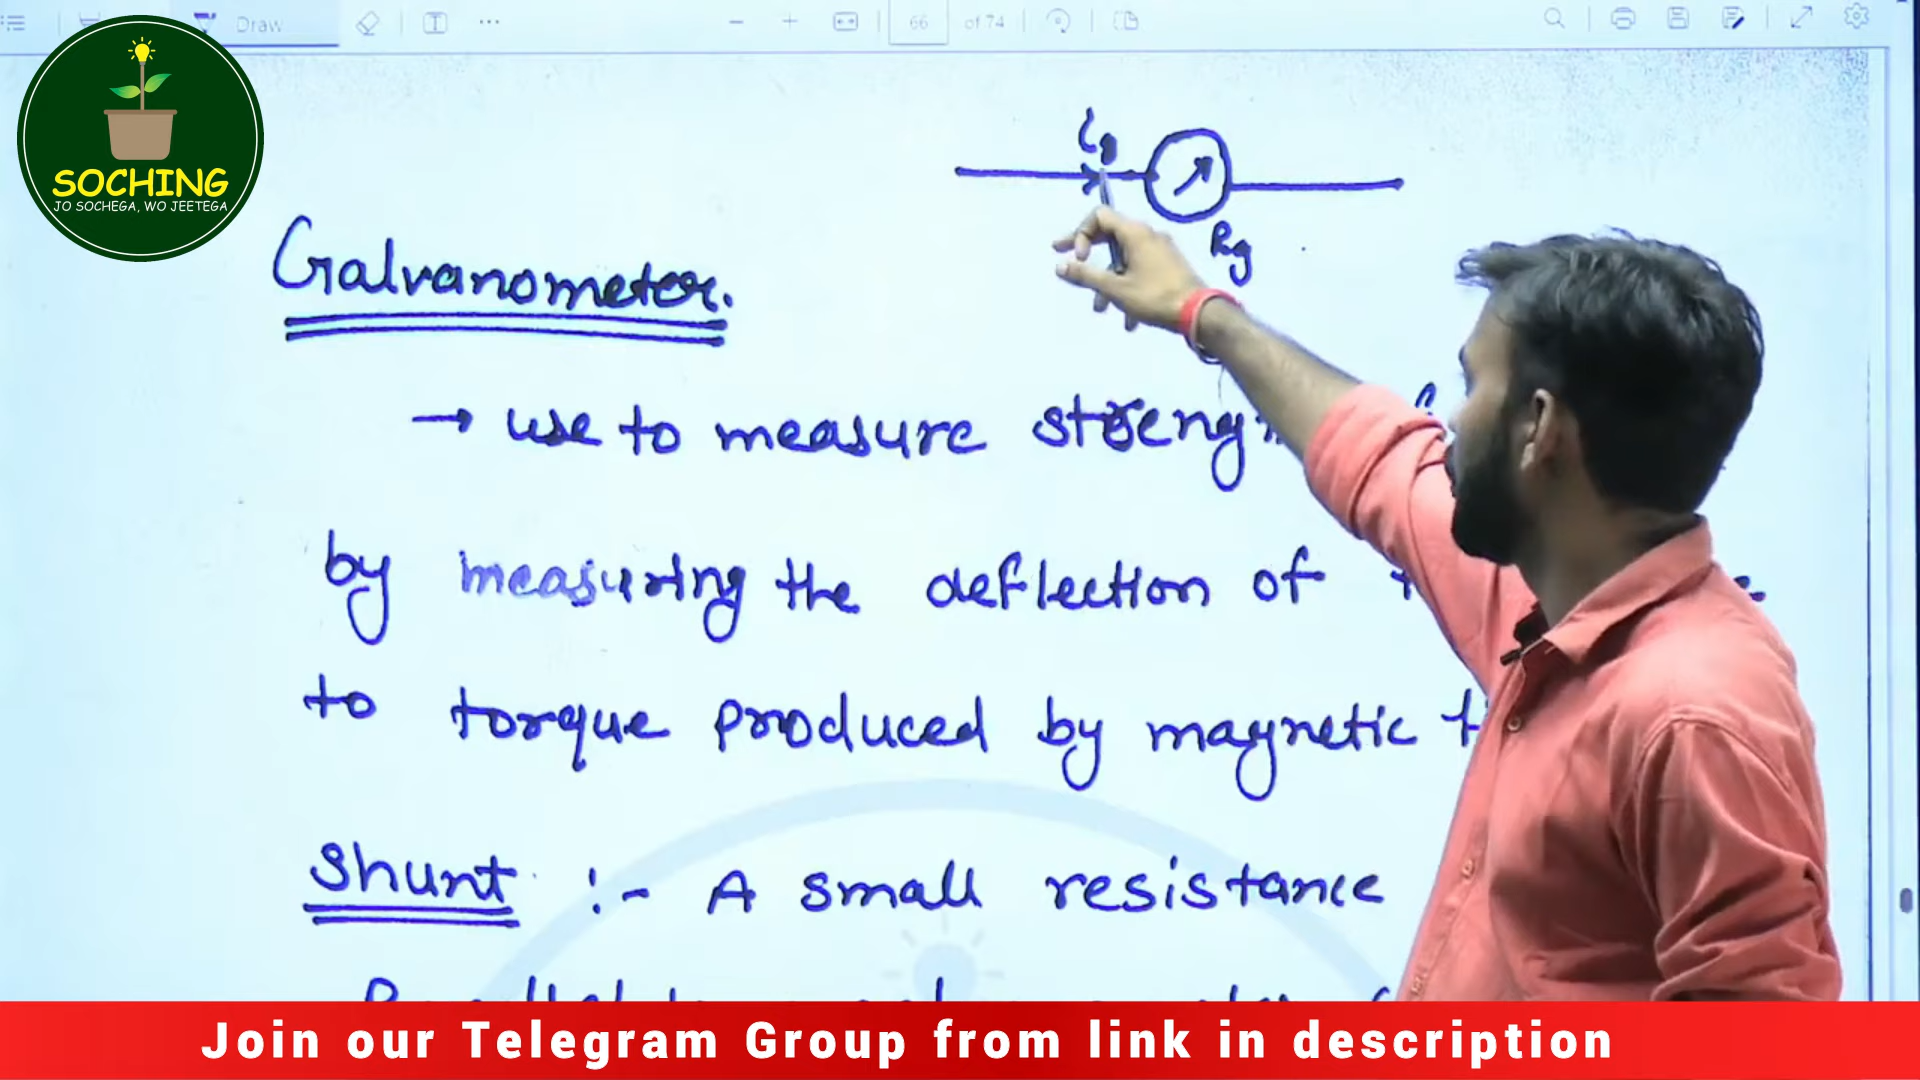 Draw
66 of 74
SOCHING
JO SOCHEGA, WO JEETEGA
ig
Rg
Galvanometer.
→ use to measure
by measuring the deflection of
to torque produced by magnetic
Shunt :- A small resistance
Join our Telegram Group from link in description